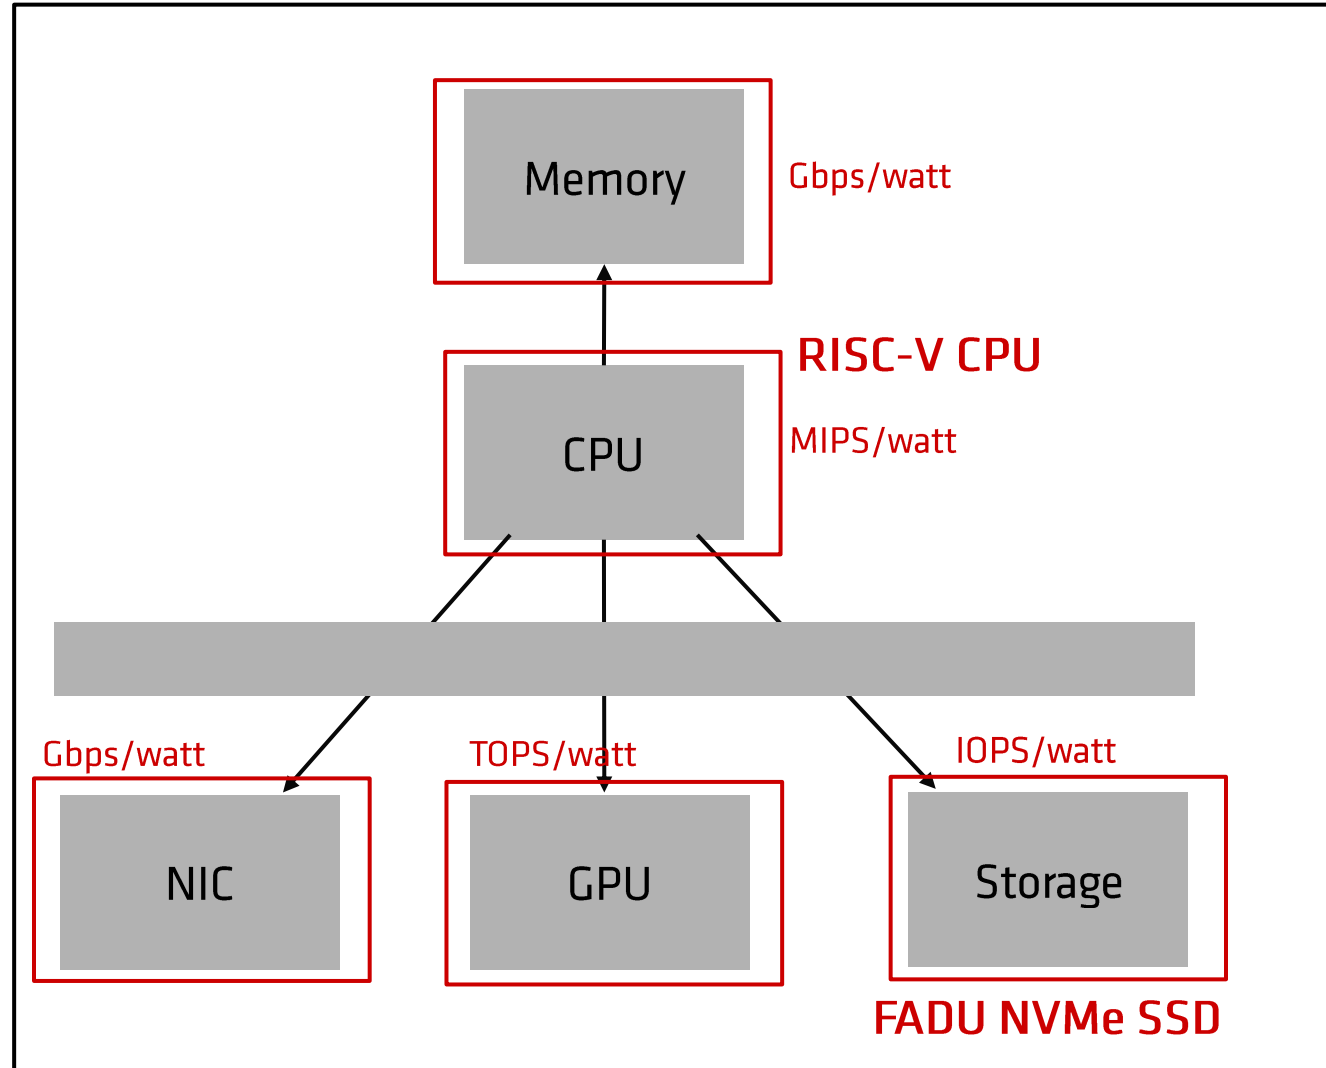 Memory
Gbps/watt
RISC-V CPU
CPU
MIPS/watt
Gbps/watt
TOPS/watt
IOPS/watt
NIC
GPU
Storage
FADU NVMe SSD